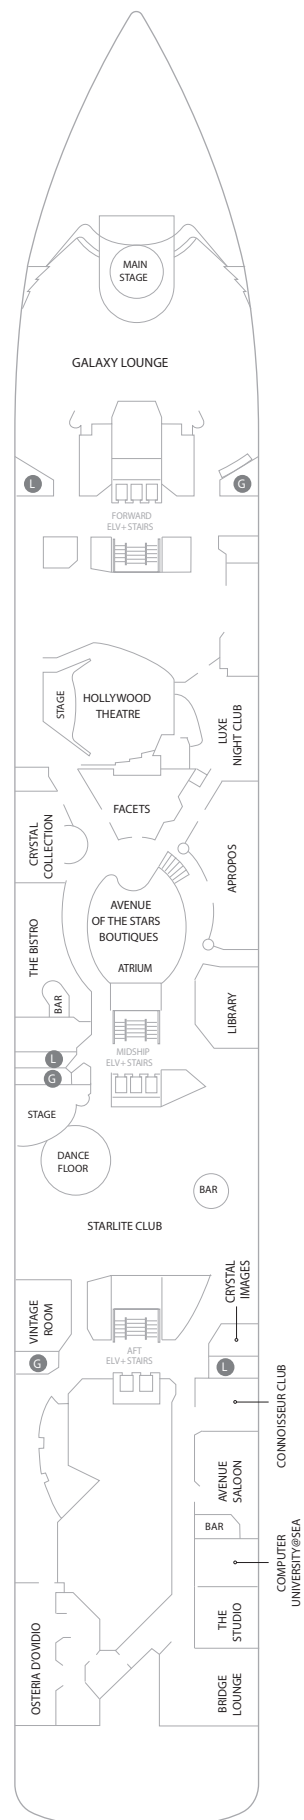 MAIN
STAGE
GALAXY LOUNGE
L
G
FORWARD
ELV+STAIRS
STAGE
HOLLYWOOD
THEATRE
LUXE
NIGHT CLUB
FACETS
CRYSTAL
COLLECTION
APROPOS
AVENUE
OF THE STARS
BOUTIQUES
ATRIUM
THE BISTRO
BAR
LIBRARY
MIDSHIP
ELV+STAIRS
L
G
STAGE
DANCE
FLOOR
BAR
STARLITE CLUB
CRYSTAL
IMAGES
VINTAGE
ROOM
AFT
ELV+STAIRS
G
L
CONNOISSEUR CLUB
AVENUE
SALOON
BAR
COMPUTER
UNIVERSITY@SEA
THE
STUDIO
OSTERIA D'OVIDIO
BRIDGE
LOUNGE